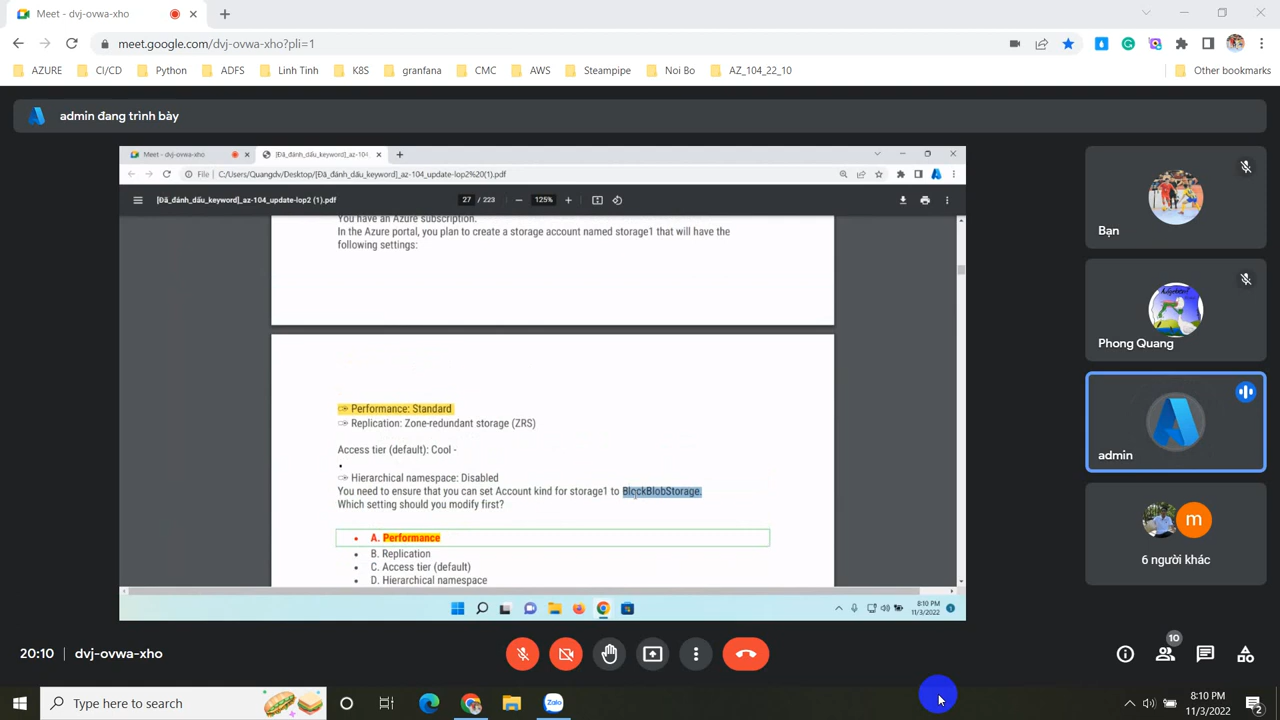 Meet - dvj-ovwa-xho
meet.google.com/dvj-ovwa-xho?pli=1
AZURE
CI/CD
Python
ADFS
Linh Tinh
K8S
granfana
CMC
AWS
Steampipe
Noi Bo
AZ_104_22_10
Other bookmarks
admin đang trình bày
Meet - dvj-ovwa-xho
[Đã_đánh_dấu_keyword]_az-104
File
C:/Users/Quangdv/Desktop/[Đã_đánh_dấu_keyword]_az-104_update-lop2%20(1).pdf
[Đã_đánh_dấu_keyword]_az-104_update-lop2 (1).pdf
27 / 223
125%
You have an Azure subscription.
In the Azure portal, you plan to create a storage account named storage1 that will have the
following settings:
Performance: Standard
Replication: Zone-redundant storage (ZRS)
Access tier (default): Cool -
Hierarchical namespace: Disabled
You need to ensure that you can set Account kind for storage1 to BlockBlobStorage.
Which setting should you modify first?
A. Performance
B. Replication
C. Access tier (default)
D. Hierarchical namespace
8:10 PM
11/3/2022
1
Bạn
Phong Quang
admin
m
6 người khác
20:10
dvj-ovwa-xho
10
Type here to search
Zalo
8:10 PM
11/3/2022
2